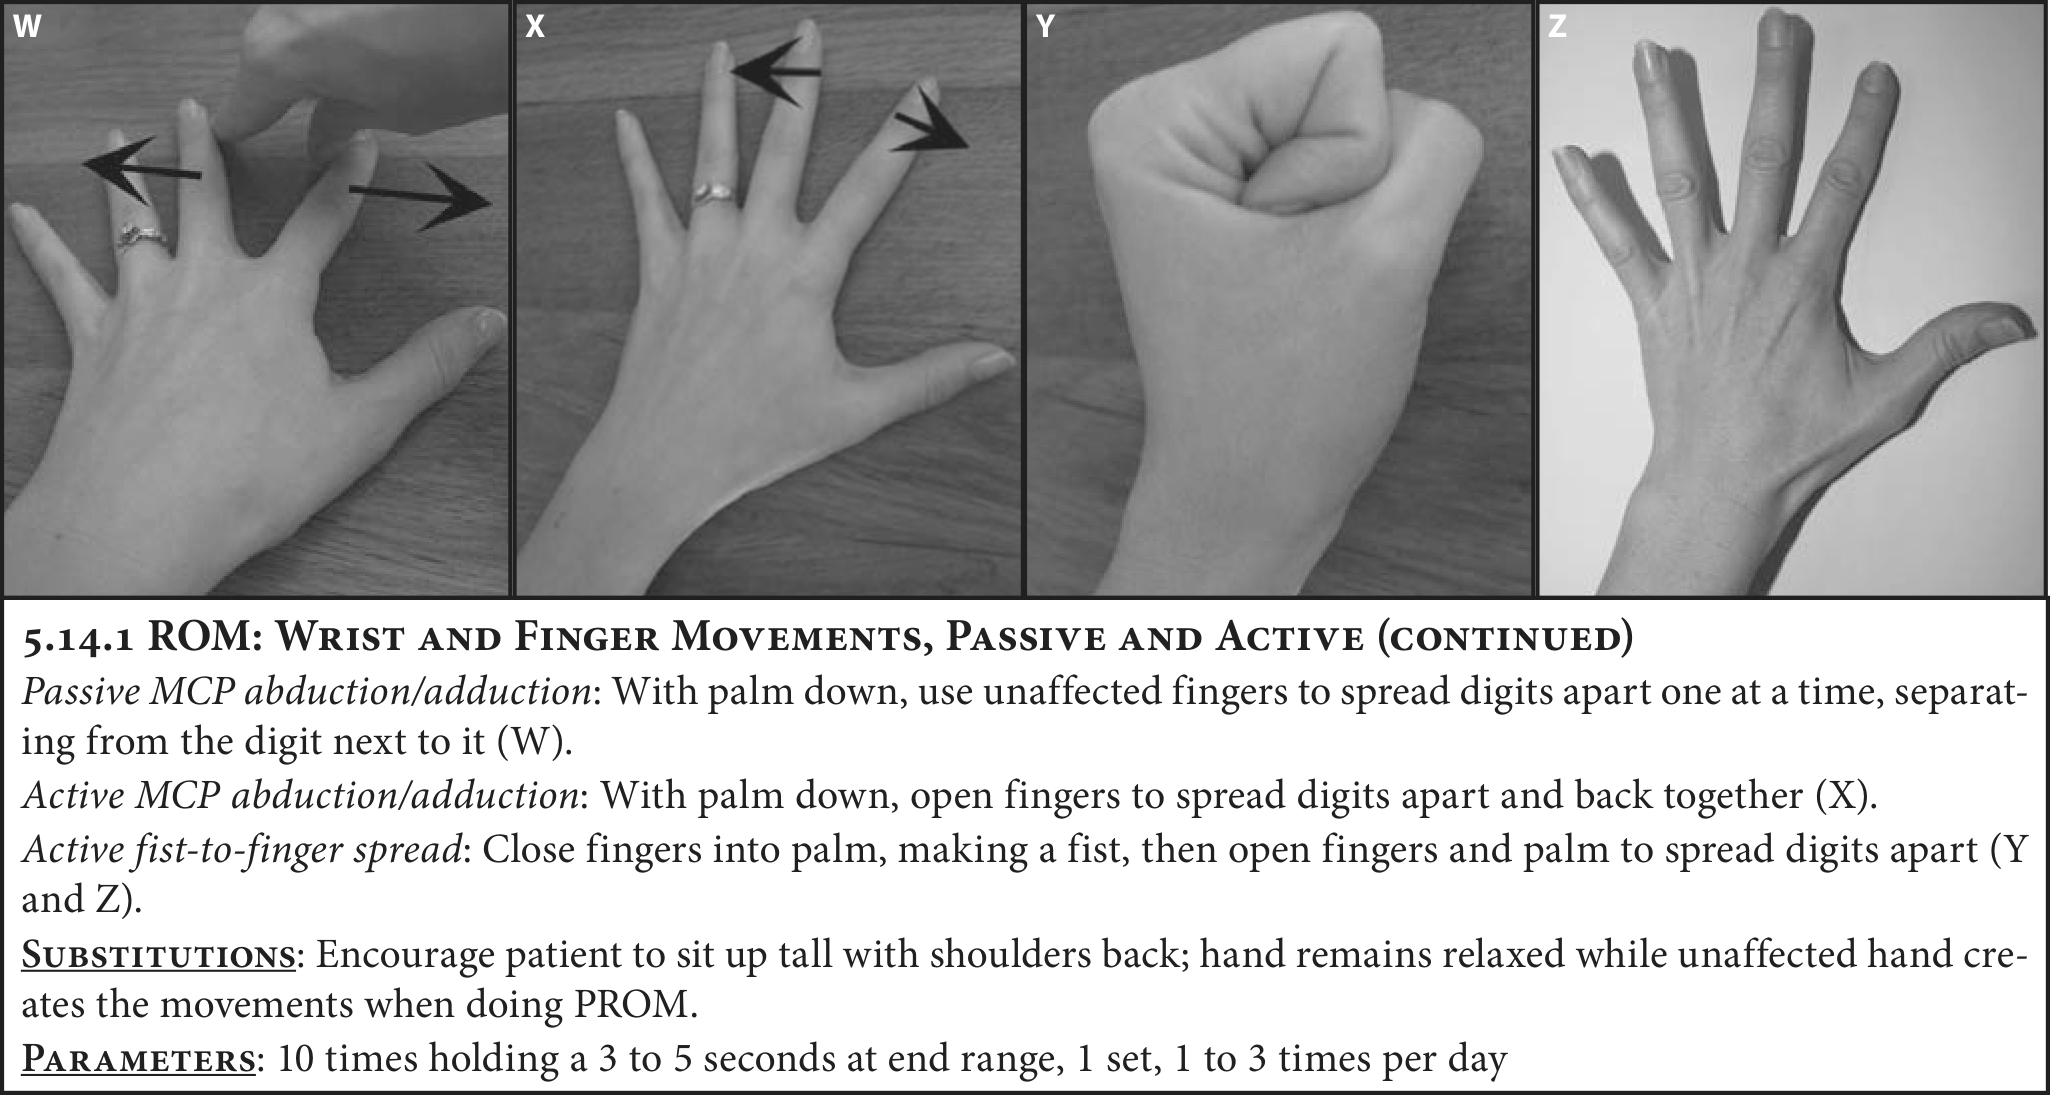 W X Y Z
5.14.1 ROM: Wrist and Finger Movements, Passive and Active (continued)
Passive MCP abduction/adduction: With palm down, use unaffected fingers to spread digits apart one at a time, separat-
ing from the digit next to it (W).
Active MCP abduction/adduction: With palm down, open fingers to spread digits apart and back together (X).
Active fist-to-finger spread: Close fingers into palm, making a fist, then open fingers and palm to spread digits apart (Y
and Z).
Substitutions: Encourage patient to sit up tall with shoulders back; hand remains relaxed while unaffected hand cre-
ates the movements when doing PROM.
Parameters: 10 times holding a 3 to 5 seconds at end range, 1 set, 1 to 3 times per day